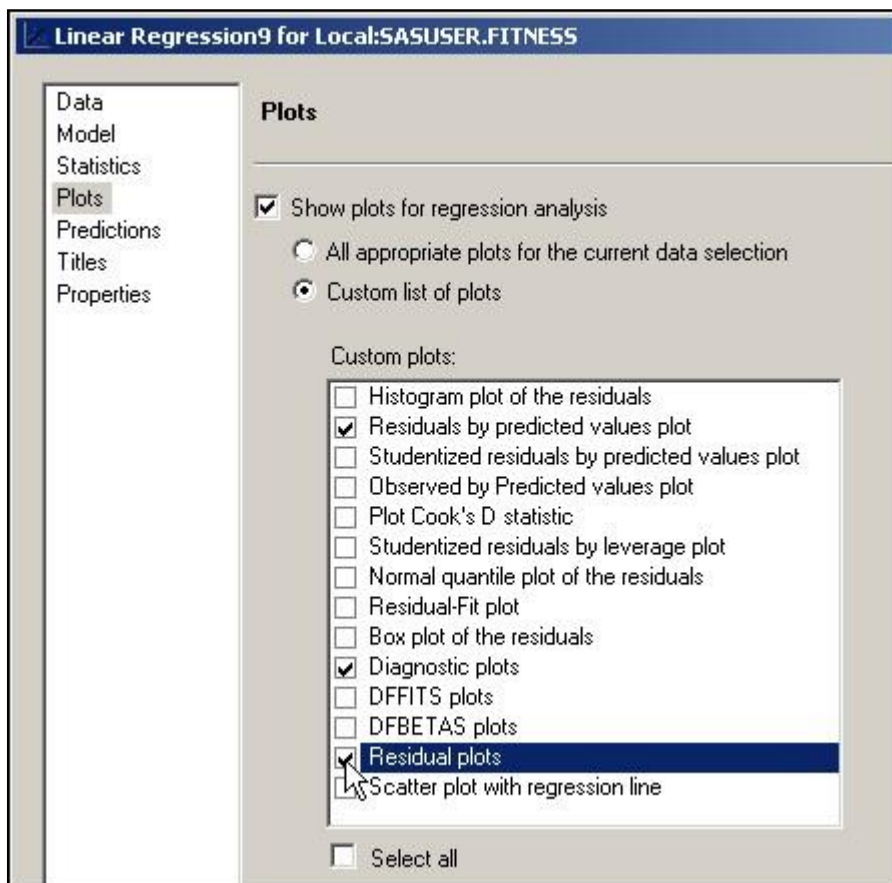 Linear Regression9 for Local:SASUSER.FITNESS
Data
Model
Statistics
Plots
Predictions
Titles
Properties
Plots
Show plots for regression analysis
All appropriate plots for the current data selection
Custom list of plots
Custom plots:
Histogram plot of the residuals
Residuals by predicted values plot
Studentized residuals by predicted values plot
Observed by Predicted values plot
Plot Cook's D statistic
Studentized residuals by leverage plot
Normal quantile plot of the residuals
Residual-Fit plot
Box plot of the residuals
Diagnostic plots
DFFITS plots
DFBETAS plots
Residual plots
Scatter plot with regression line
Select all